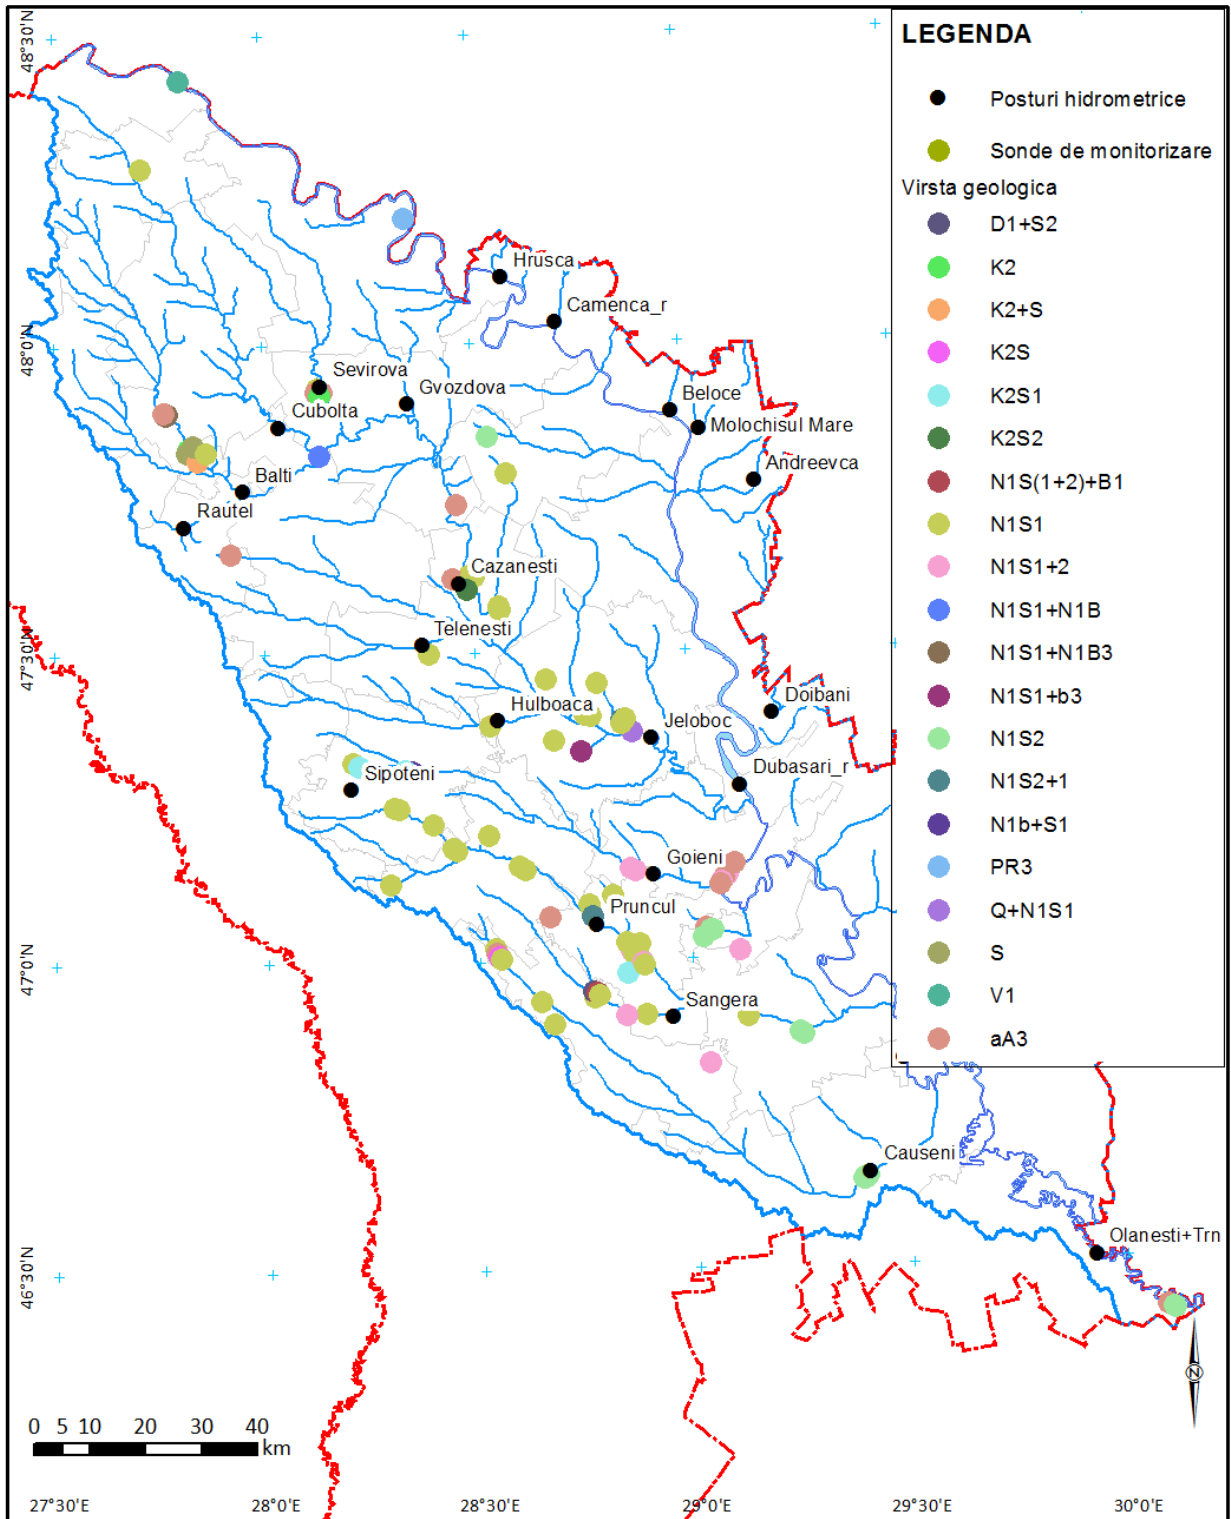 LEGENDA
Posturi hidrometrice
Sonde de monitorizare
Virsta geologica
D1+S2
K2
K2+S
K2S
K2S1
K2S2
N1S(1+2)+B1
N1S1
N1S1+2
N1S1+N1B
N1S1+N1B3
N1S1+b3
N1S2
N1S2+1
N1b+S1
PR3
Q+N1S1
S
V1
aA3
48°30'N
48°0'N
47°30'N
47°0'N
46°30'N
Hrusca
Camenca_r
Sevirova
Gvozdova
Beloce
Cubolta
Molochisul Mare
Andreevca
Balti
Rautel
Cazanesti
Telenesti
Doibani
Hulboaca
Jeloboc
Dubasari_r
Sipoteni
Goieni
Pruncul
Sangera
Causeni
Olanesti+Trn
N
0 5 10 20 30 40
km
27°30'E 28°0'E 28°30'E 29°0'E 29°30'E 30°0'E